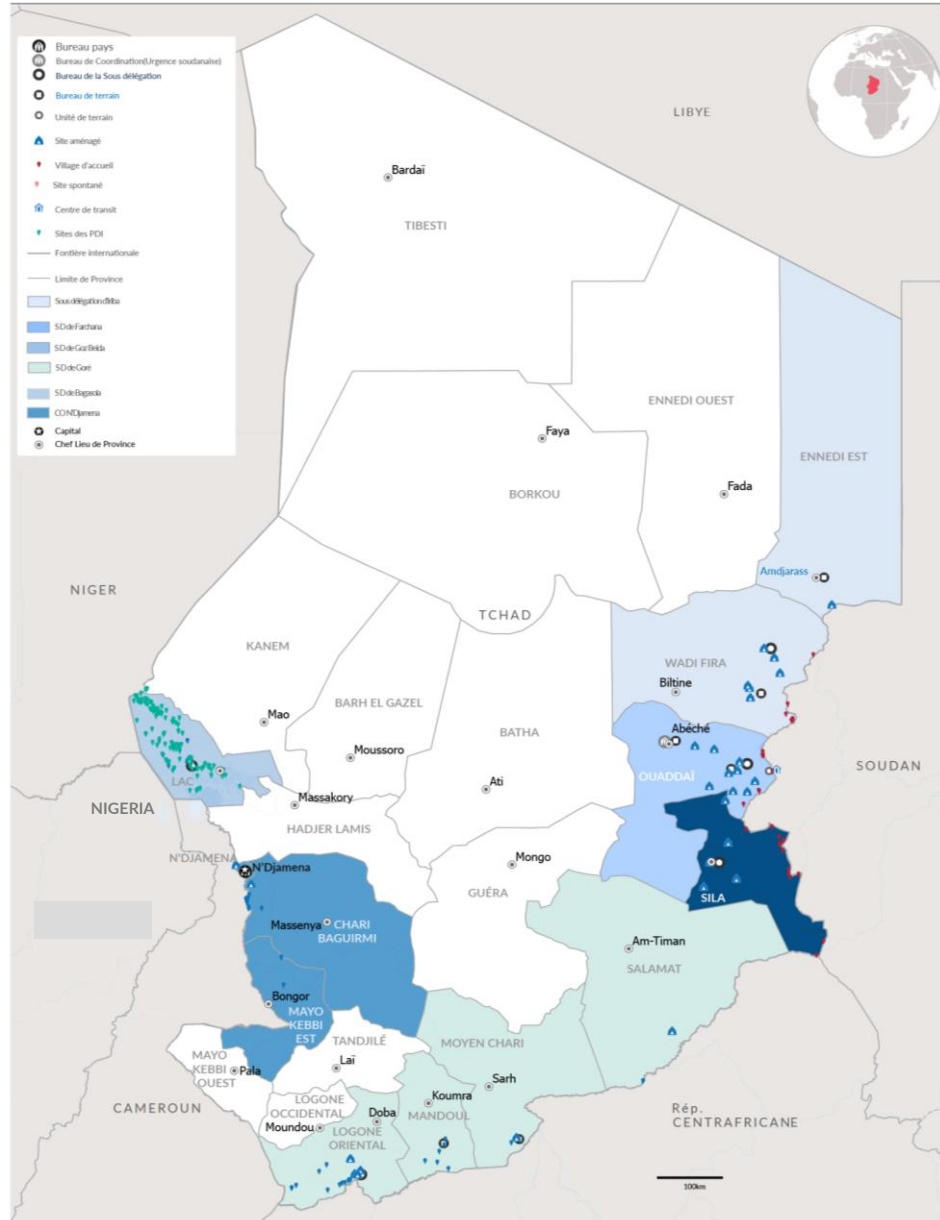 Bureau pays
Bureau de Coordination(Urgence soudanaise)
Bureau de la Sous délégation
Bureau de terrain
Unité de terrain
Site aménagé
Village d'accueil
Site spontané
Centre de transit
Sites des PDI
Fontière internationale
Limite de Province
Sous délégation d'Iriba
S.D de Farchana
S.D de Goz Beida
S.D de Goré
S.D de Bagasola
CO N'Djamena
Capital
Chef Lieu de Province
LIBYE
Bardaï
TIBESTI
ENNEDI OUEST
Faya
ENNEDI EST
Fada
BORKOU
Amdjarass
NIGER
TCHAD
KANEM
WADI FIRA
Biltine
BARH EL GAZEL
Mao
Abéché
BATHA
Moussoro
OUADDAÏ
SOUDAN
LAC
Ati
Massakory
NIGERIA
HADJER LAMIS
N'DJAMENA
N'Djamena
Mongo
GUÉRA
SILA
Massenya
CHARI
BAGUIRMI
Am-Timan
SALAMAT
Bongor
MAYO
KEBBI
EST
TANDJILÉ
MOYEN CHARI
MAYO
KEBBI
OUEST
Laï
Pala
Sarh
CAMEROUN
LOGONE
OCCIDENTAL
Koumra
MANDOUL
Doba
Moundou
LOGONE
ORIENTAL
Rép.
CENTRAFRICAINE
100km